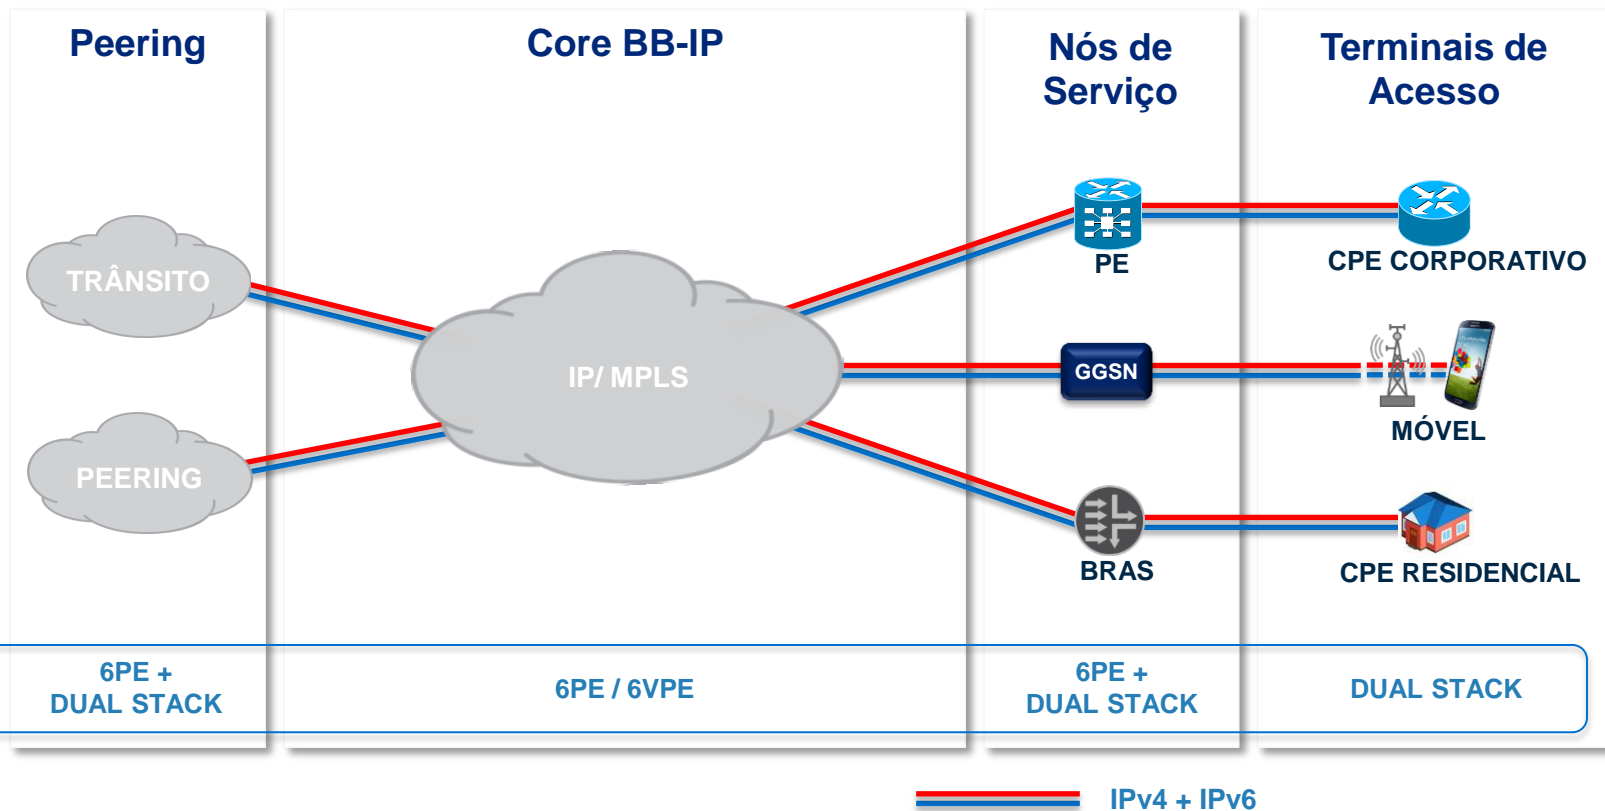 Peering
Core BB-IP
Nós de
Serviço
Terminais de
Acesso
TRÂNSITO
PEERING
IP/ MPLS
PE
CPE CORPORATIVO
GGSN
MÓVEL
BRAS
CPE RESIDENCIAL
6PE +
DUAL STACK
6PE / 6VPE
6PE +
DUAL STACK
DUAL STACK
IPv4 + IPv6